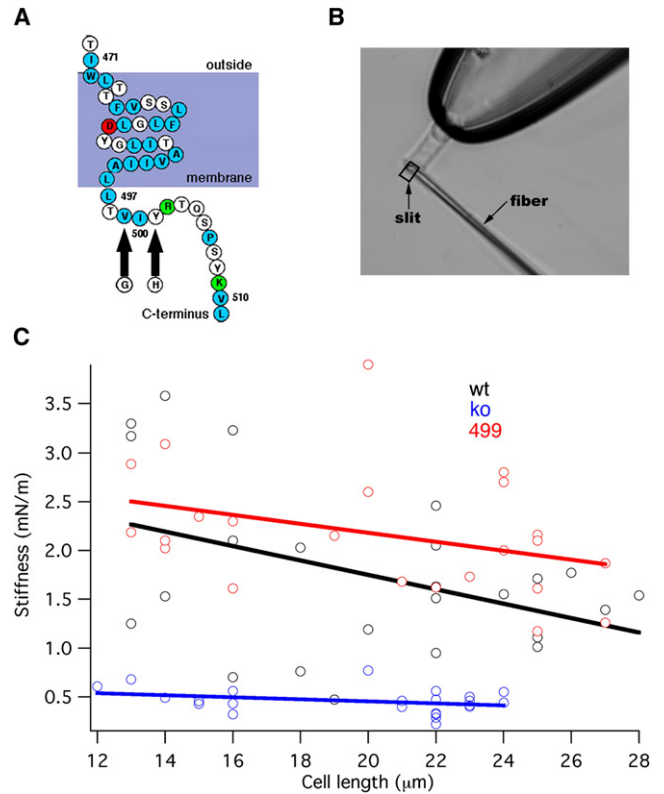 A
T
I
471
W
L
outside
T
T
F
V
S
S
L
D
L
G
L
F
Y
G
L
I
T
A
I
I
V
A
L
membrane
L
497
T
V
I
Y
R
T
Q
S
500
P
S
Y
K
G
H
V
510
C-terminus
L
B
fiber
slit
C
wt
ko
499
3.5
3.0
2.5
2.0
1.5
1.0
0.5
Stiffness (mN/m)
12
14
16
18
20
22
24
26
28
Cell length (μm)